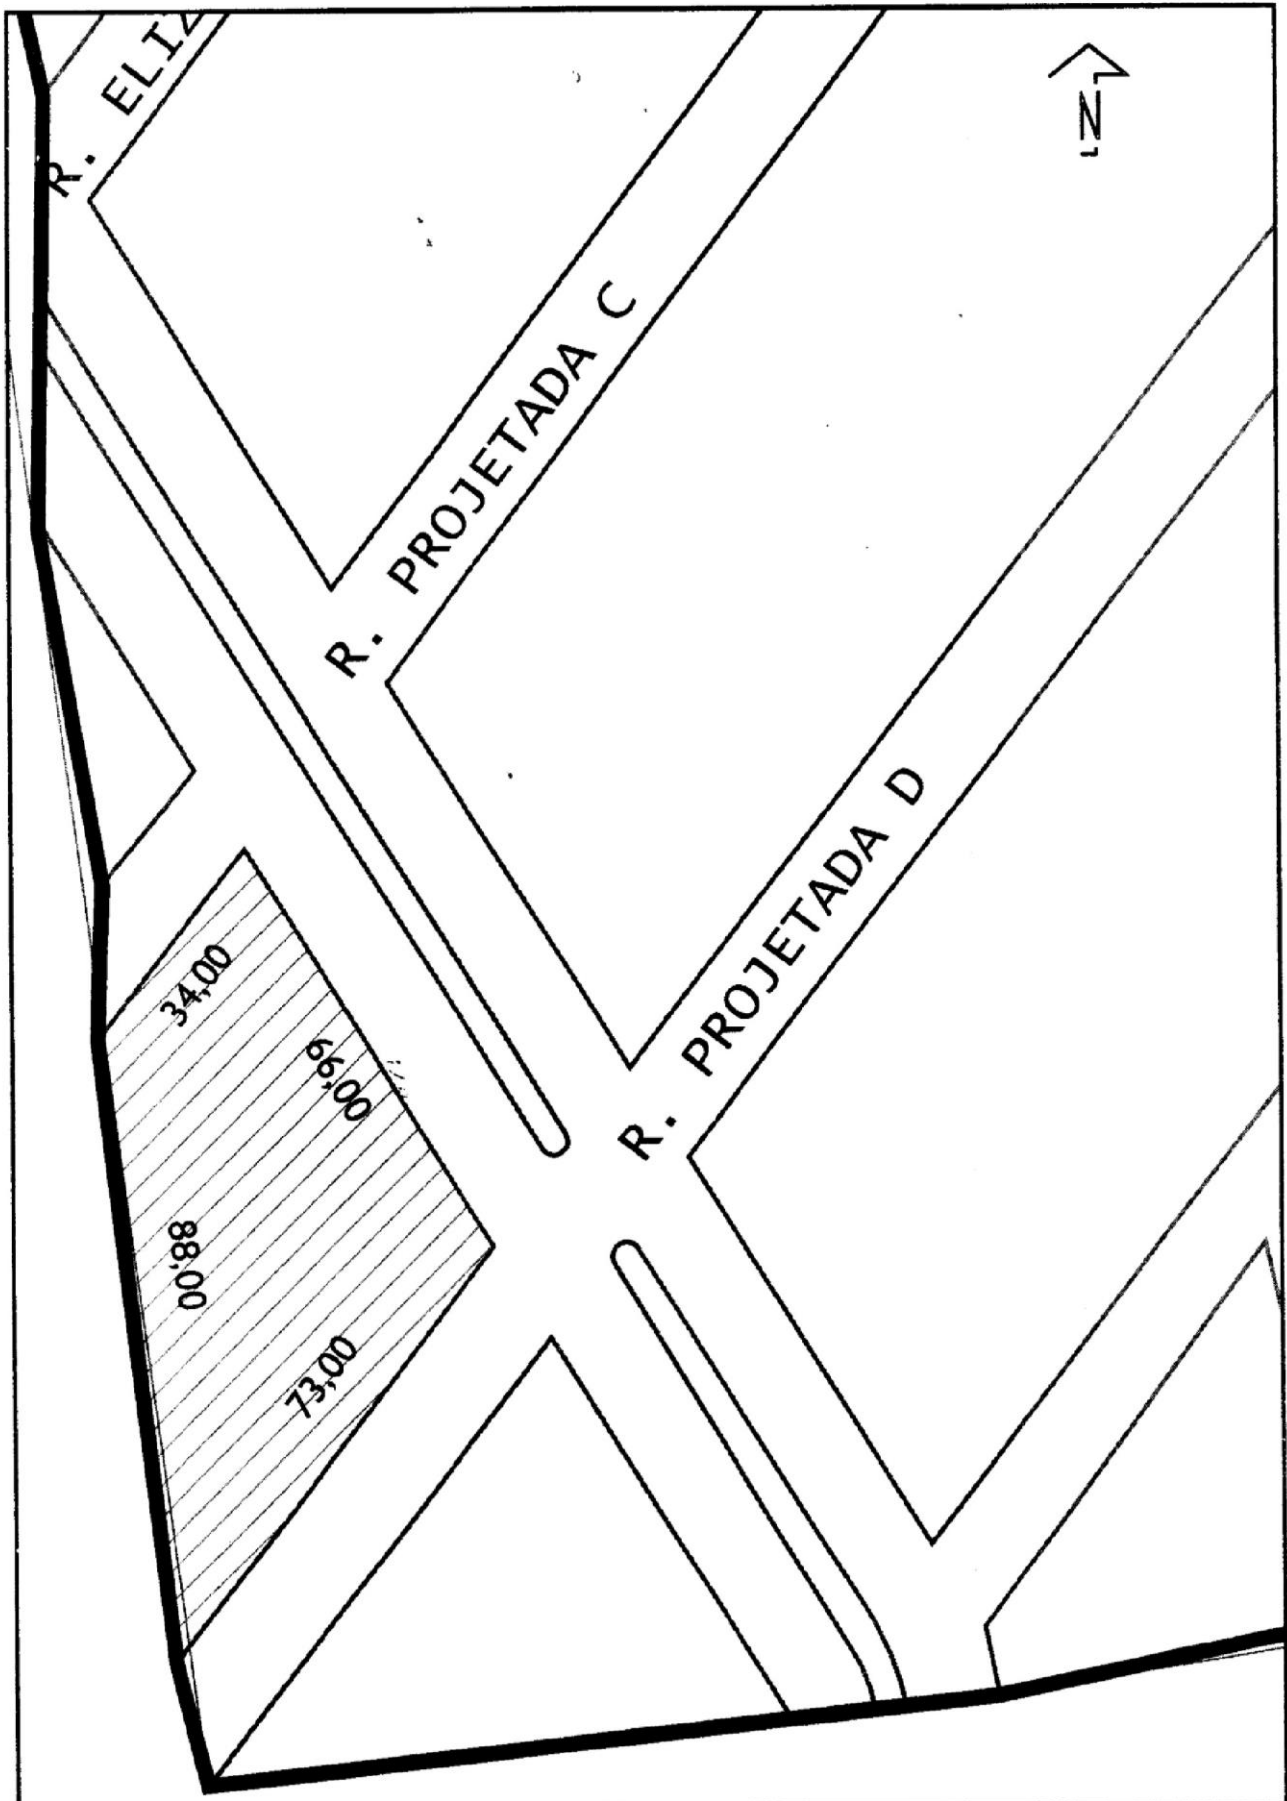 R. ELIZ
N
R. PROJETADA C
R. PROJETADA D
34,00
66,00
88,00
73,00